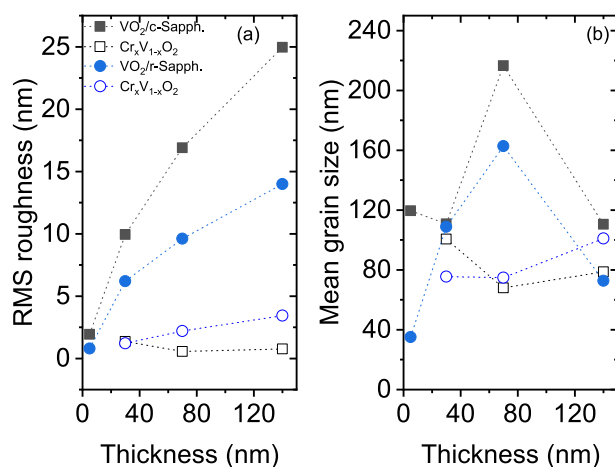 (a)
VO₂/c-Sapph.
CrₓV₁₋ₓO₂
VO₂/r-Sapph.
CrₓV₁₋ₓO₂
RMS roughness (nm)
25
20
15
10
5
0
0 40 80 120
Thickness (nm)
(b)
Mean grain size (nm)
240
200
160
120
80
40
0
0 40 80 120
Thickness (nm)